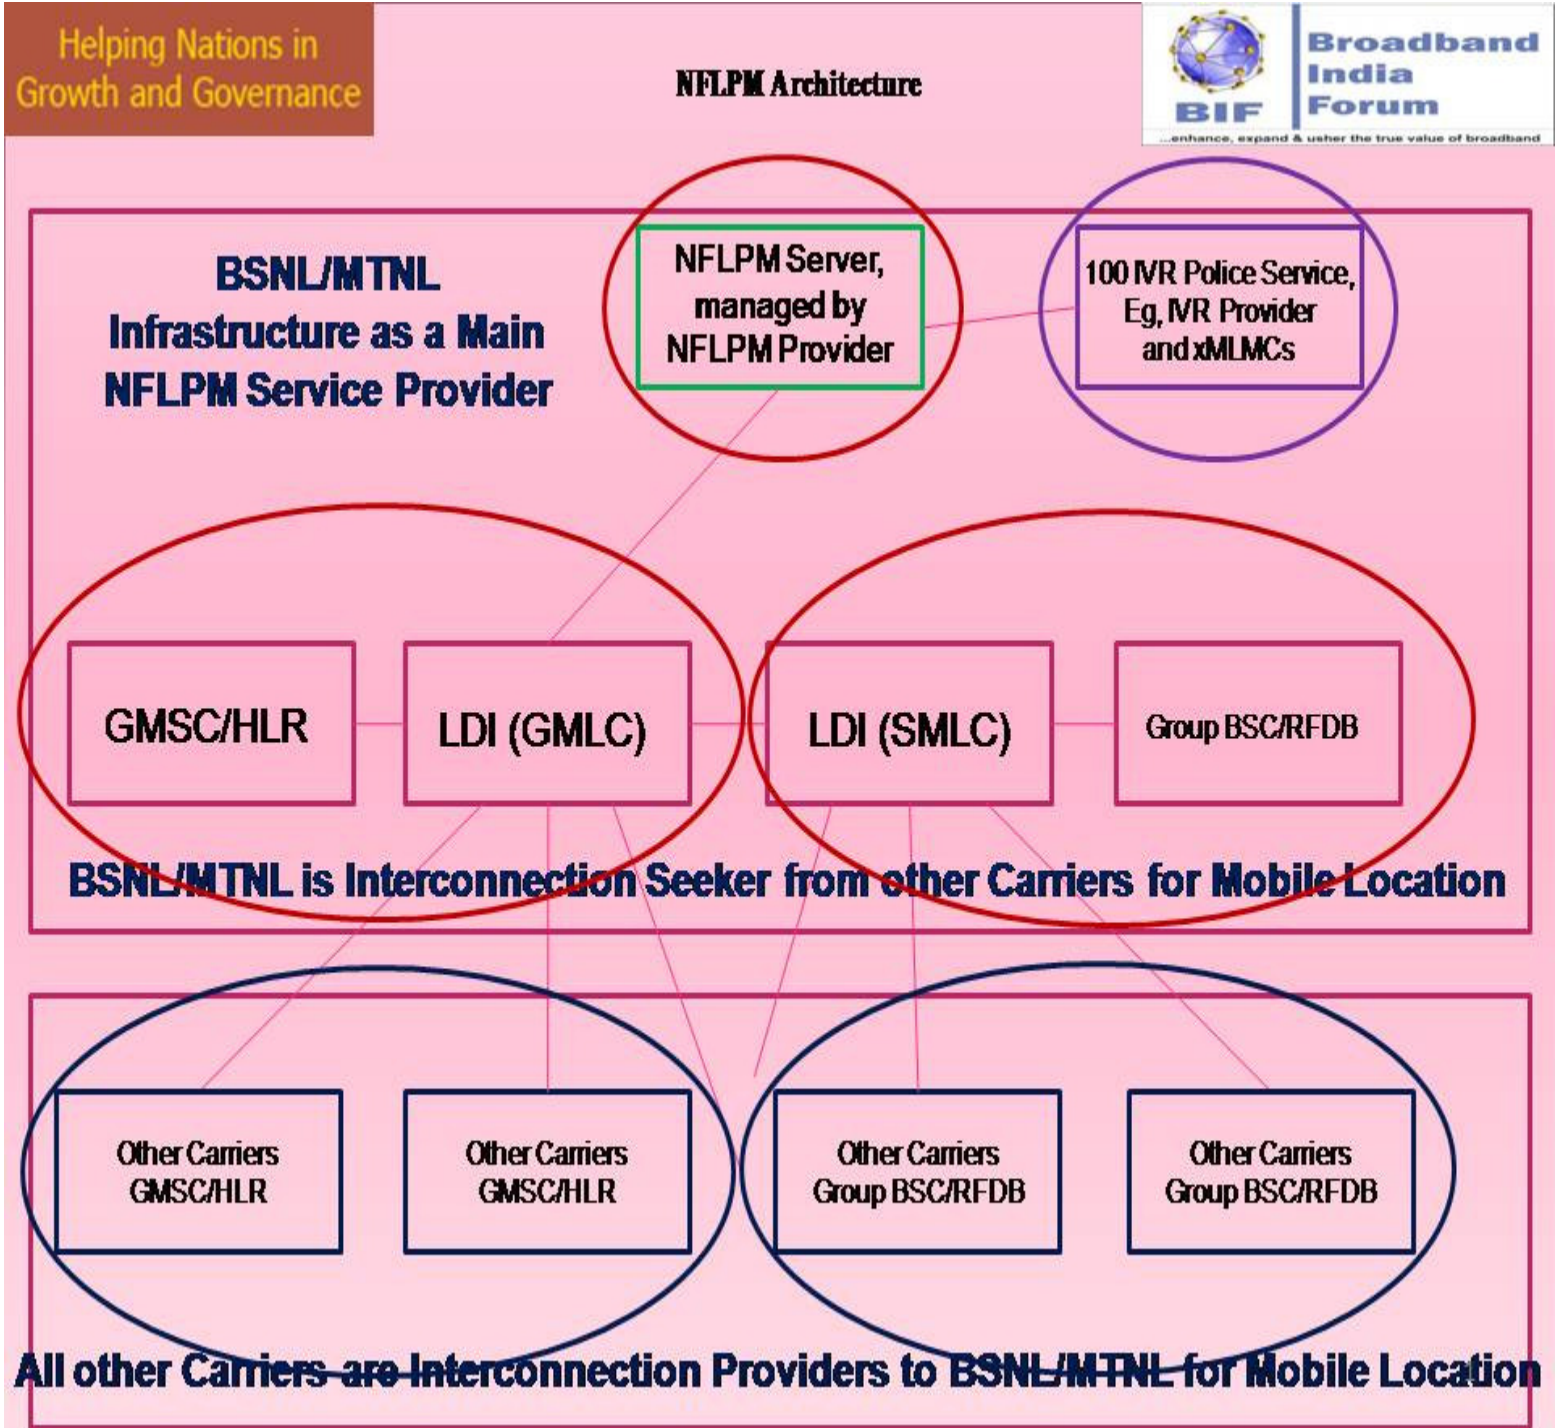 Helping Nations in
Growth and Governance
NFLPM Architecture
BIF
Broadband
India
Forum
...enhance, expand & usher the true value of broadband
BSNL/MTNL
Infrastructure as a Main
NFLPM Service Provider
NFLPM Server,
managed by
NFLPM Provider
100 IVR Police Service,
Eg, IVR Provider
and xMLMCs
GMSC/HLR
LDI (GMLC)
LDI (SMLC)
Group BSC/RFDB
BSNL/MTNL is Interconnection Seeker from other Carriers for Mobile Location
Other Carriers
GMSC/HLR
Other Carriers
GMSC/HLR
Other Carriers
Group BSC/RFDB
Other Carriers
Group BSC/RFDB
All other Carriers are Interconnection Providers to BSNL/MTNL for Mobile Location